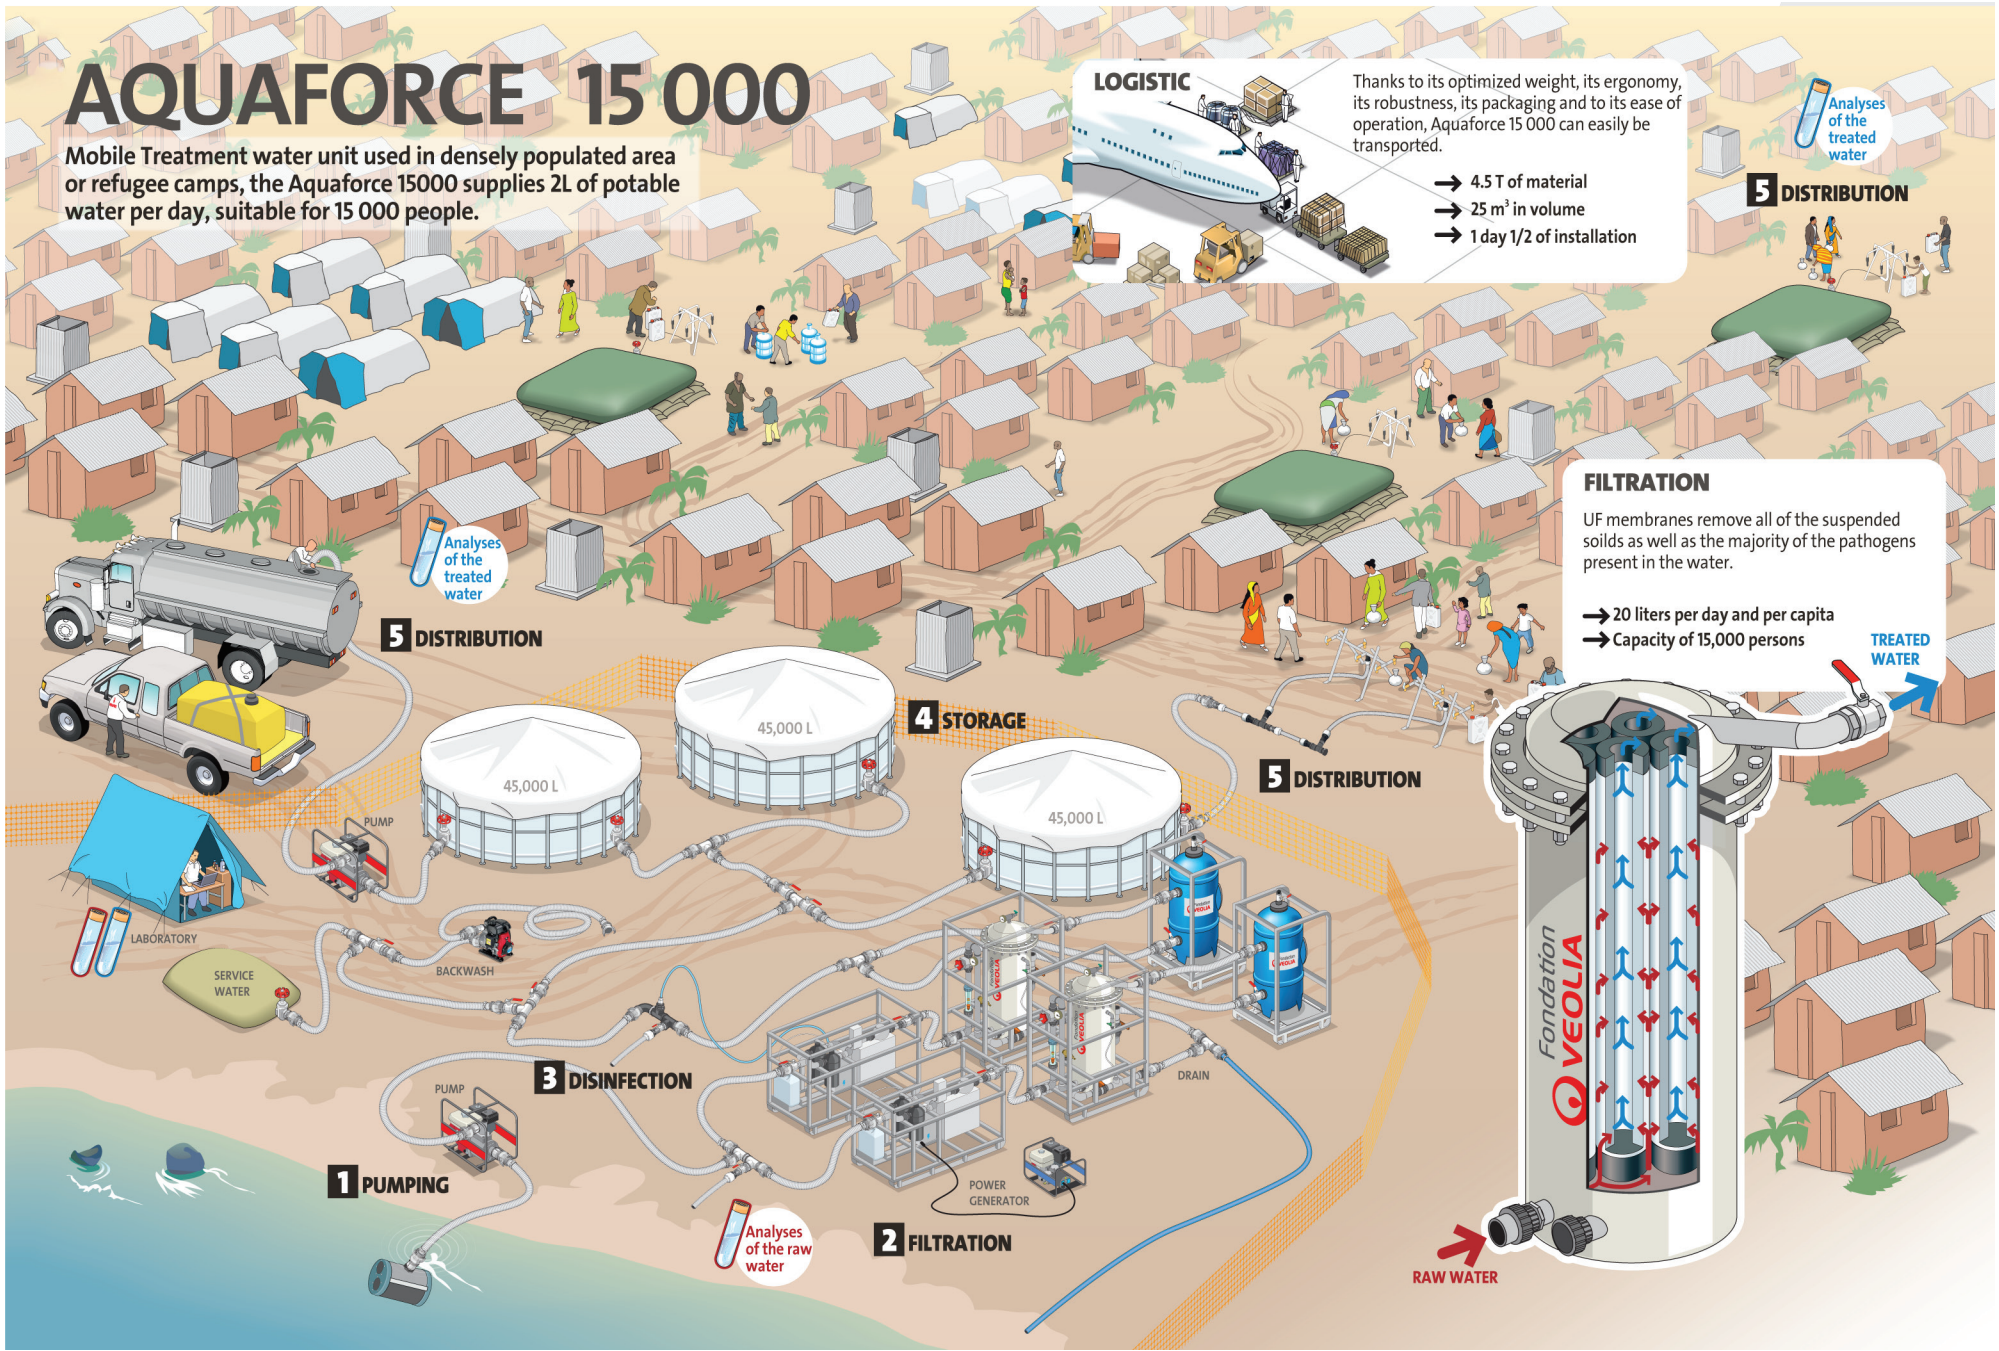 AQUAFORCE 15 000
Mobile Treatment water unit used in densely populated area
or refugee camps, the Aquaforce 15000 supplies 2L of potable
water per day, suitable for 15 000 people.
LOGISTIC
Thanks to its optimized weight, its ergonomy,
its robustness, its packaging and to its ease of
operation, Aquaforce 15 000 can easily be
transported.
→ 4.5 T of material
→ 25 m³ in volume
→ 1 day 1/2 of installation
Analyses
of the
treated
water
5 DISTRIBUTION
FILTRATION
UF membranes remove all of the suspended
soilds as well as the majority of the pathogens
present in the water.
→ 20 liters per day and per capita
→ Capacity of 15,000 persons
TREATED
WATER
Analyses
of the
treated
water
5 DISTRIBUTION
45,000 L
4 STORAGE
45,000 L
45,000 L
5 DISTRIBUTION
PUMP
LABORATORY
SERVICE
WATER
BACKWASH
Fondation
VEOLIA
Fondation
VEOLIA
Fondation
VEOLIA
Fondation
VEOLIA
Fondation
VEOLIA
3 DISINFECTION
DRAIN
PUMP
1 PUMPING
POWER
GENERATOR
Analyses
of the raw
water
2 FILTRATION
RAW WATER